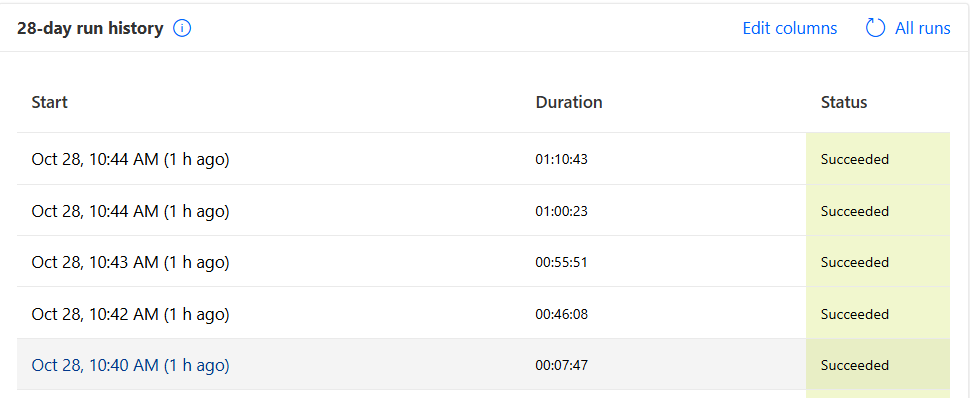 28-day run history Edit columns All runs
Start Duration Status
Oct 28, 10:44 AM (1 h ago) 01:10:43 Succeeded
Oct 28, 10:44 AM (1 h ago) 01:00:23 Succeeded
Oct 28, 10:43 AM (1 h ago) 00:55:51 Succeeded
Oct 28, 10:42 AM (1 h ago) 00:46:08 Succeeded
Oct 28, 10:40 AM (1 h ago) 00:07:47 Succeeded